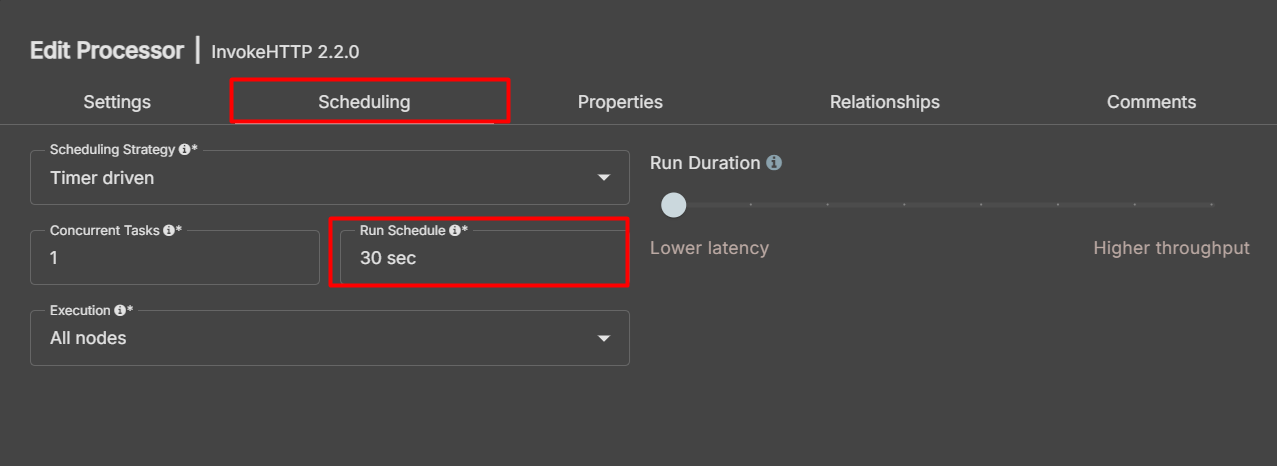 Edit Processor | InvokeHTTP 2.2.0
Settings
Scheduling
Properties
Relationships
Comments
Scheduling Strategy *
Timer driven
Run Duration
Concurrent Tasks *
1
Run Schedule *
30 sec
Lower latency
Higher throughput
Execution *
All nodes